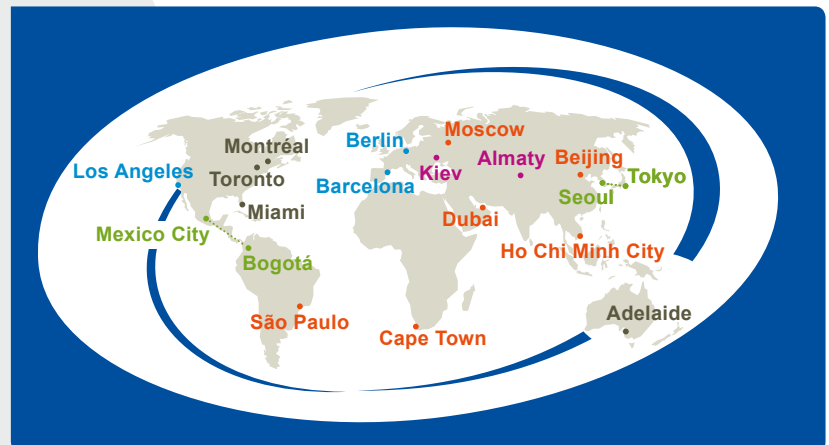 Moscow
Berlin
Montréal
Almaty
Beijing
Los Angeles
Toronto
Kiev
Tokyo
Barcelona
Seoul
Miami
Dubai
Mexico City
Ho Chi Minh City
Bogotá
Adelaide
São Paulo
Cape Town